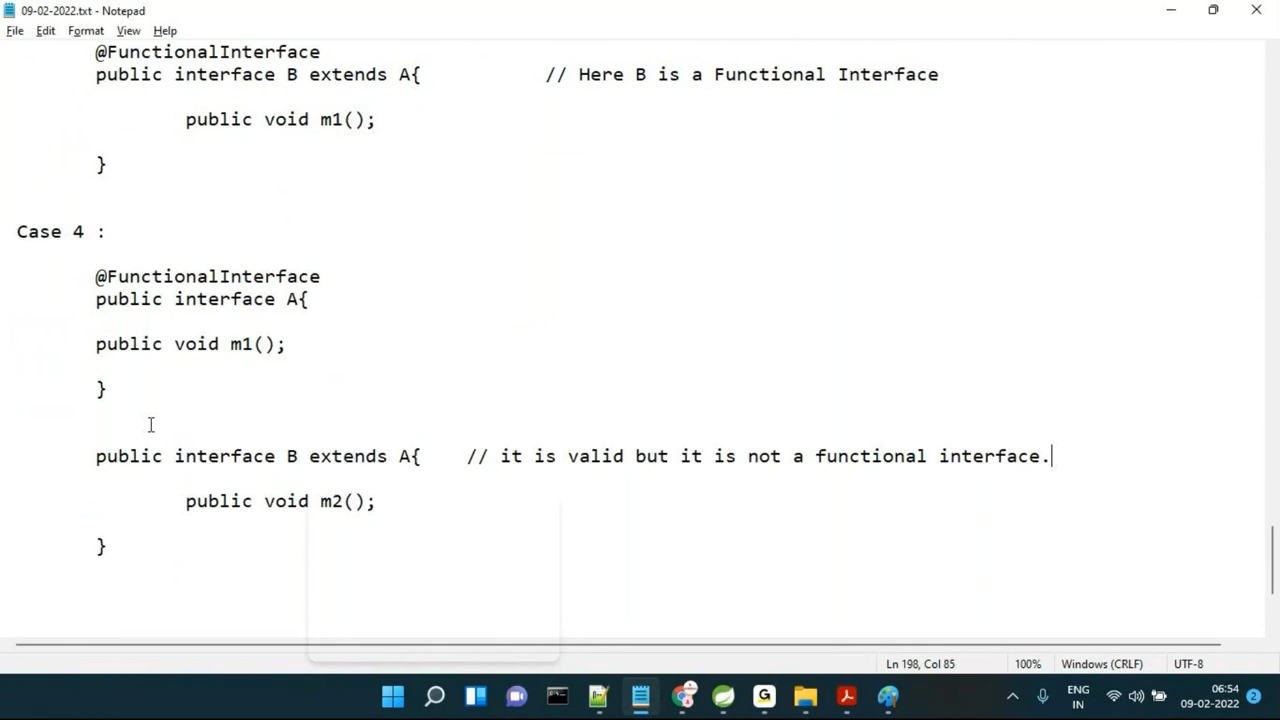 09-02-2022.txt - Notepad
File Edit Format View Help
@FunctionalInterface
public interface B extends A{ // Here B is a Functional Interface
public void m1();
}
Case 4 :
@FunctionalInterface
public interface A{
public void m1();
}
public interface B extends A{ // it is valid but it is not a functional interface.
public void m2();
}
Ln 198, Col 85 100% Windows (CRLF) UTF-8
ENG
IN
06:54
09-02-2022
2
G